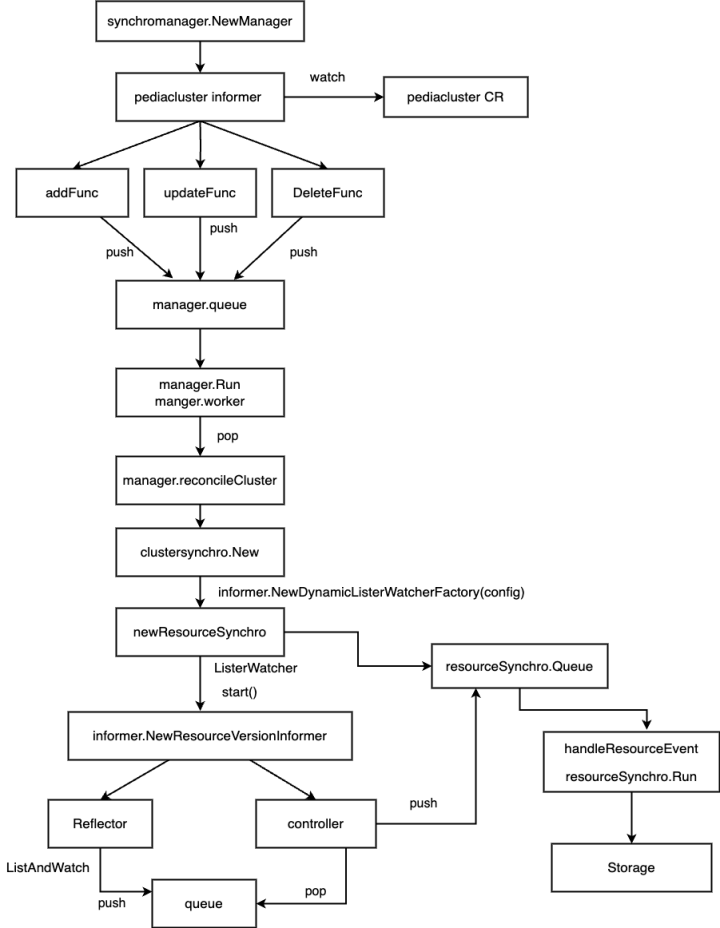 synchromanager.NewManager
pediacluster informer
watch
pediacluster CR
addFunc
updateFunc
DeleteFunc
push
push
push
manager.queue
manager.Run
manger.worker
pop
manager.reconcileCluster
clustersynchro.New
informer.NewDynamicListerWatcherFactory(config)
newResourceSynchro
resourceSynchro.Queue
ListerWatcher
start()
informer.NewResourceVersionInformer
handleResourceEvent
resourceSynchro.Run
Reflector
controller
push
ListAndWatch
push
queue
pop
Storage